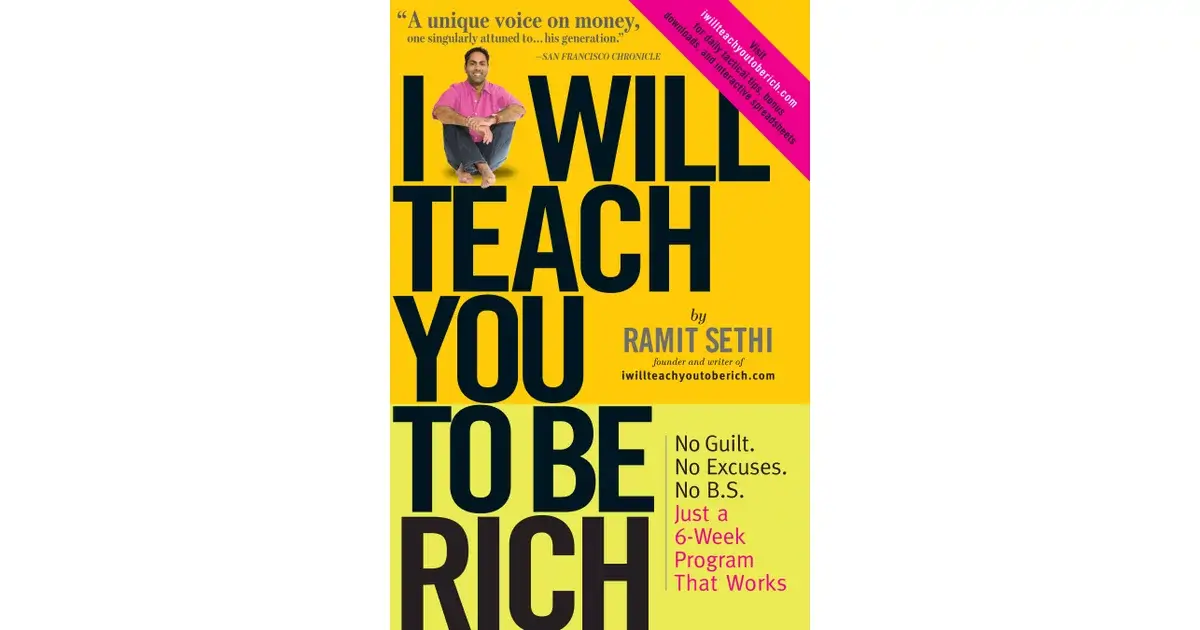 “A unique voice on money,
one singularly attuned to... his generation.”
—SAN FRANCISCO CHRONICLE
Visit
iwillteachyoutoberich.com
for daily tactical tips, bonus
downloads, and interactive spreadsheets
I WILL
TEACH
YOU
TO BE
RICH
by
RAMIT SETHI
founder and writer of
iwillteachyoutoberich.com
No Guilt.
No Excuses.
No B.S.
Just a
6-Week
Program
That Works